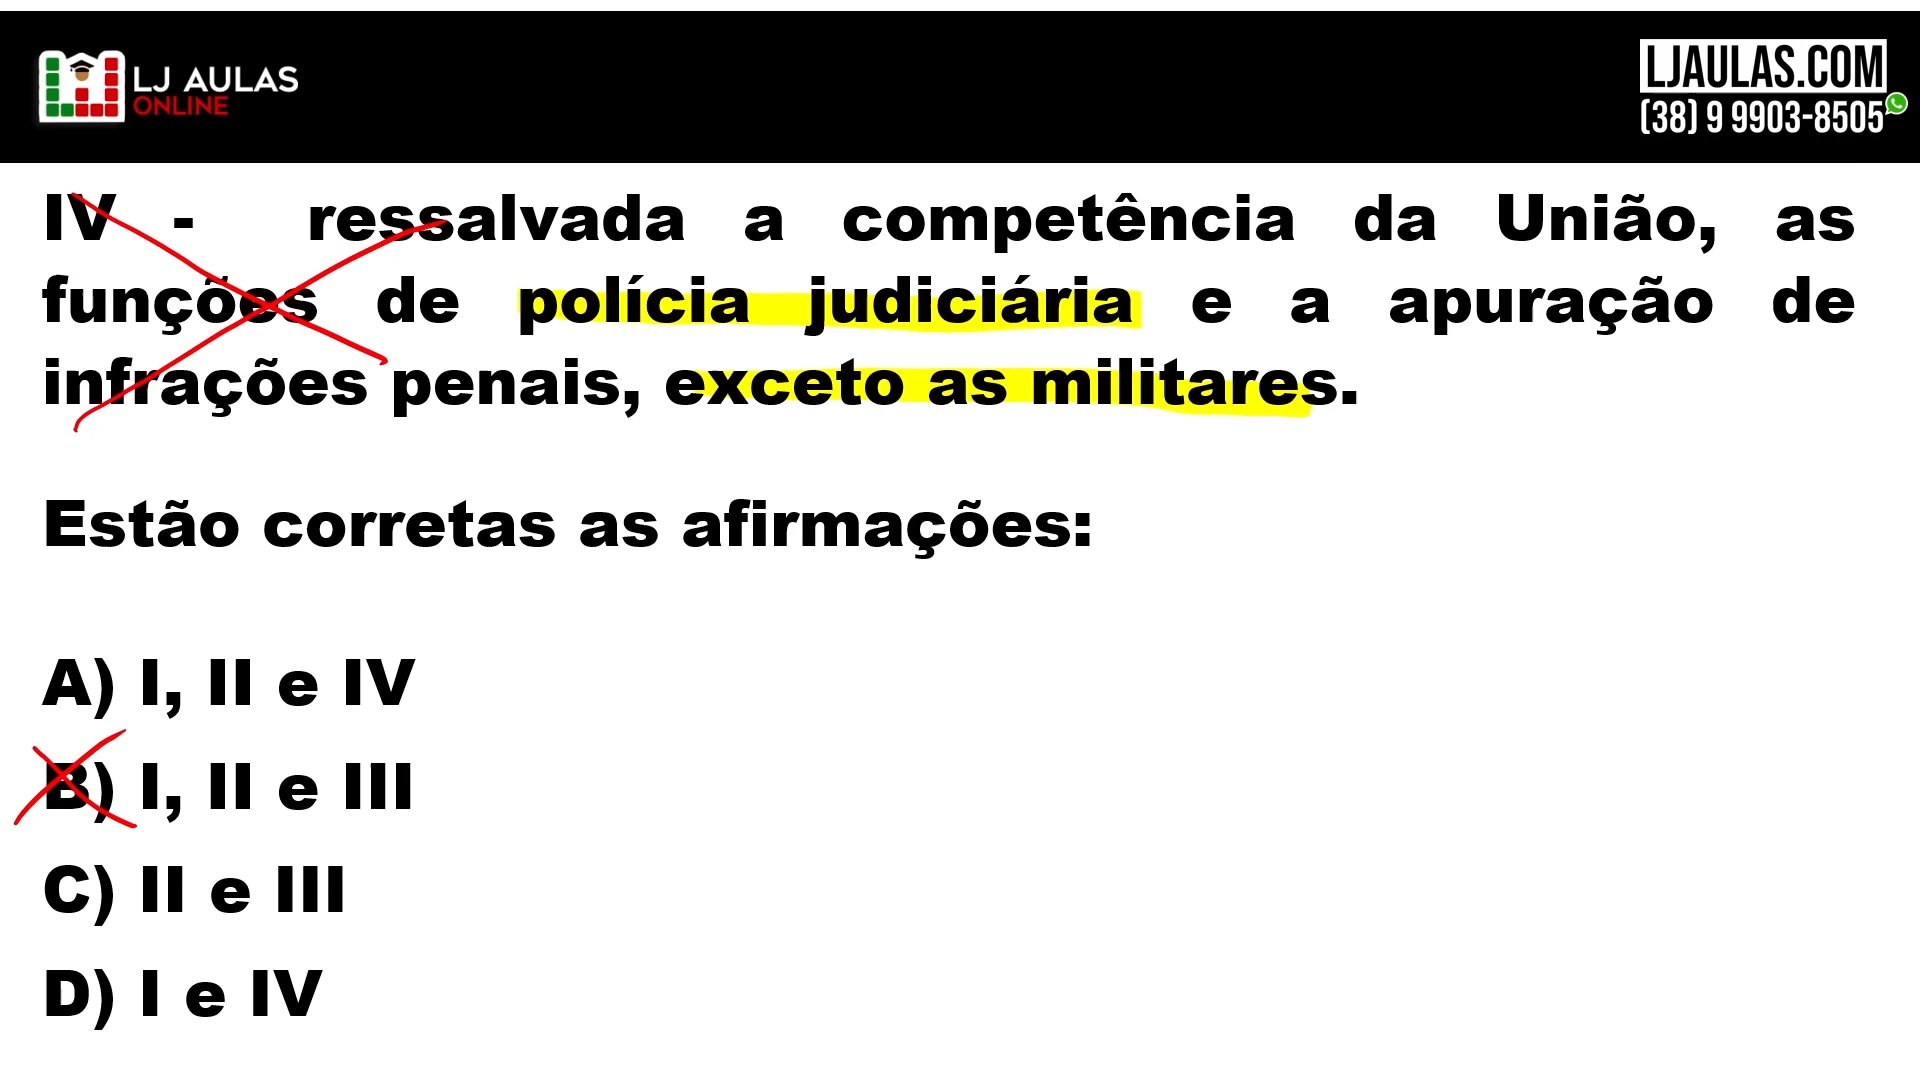 LJ AULAS
ONLINE
LJAULAS.COM
(38) 9 9903-8505
IV - ressalvada a competência da União, as
funções de polícia judiciária e a apuração de
infrações penais, exceto as militares.
Estão corretas as afirmações:
A) I, II e IV
B) I, II e III
C) II e III
D) I e IV